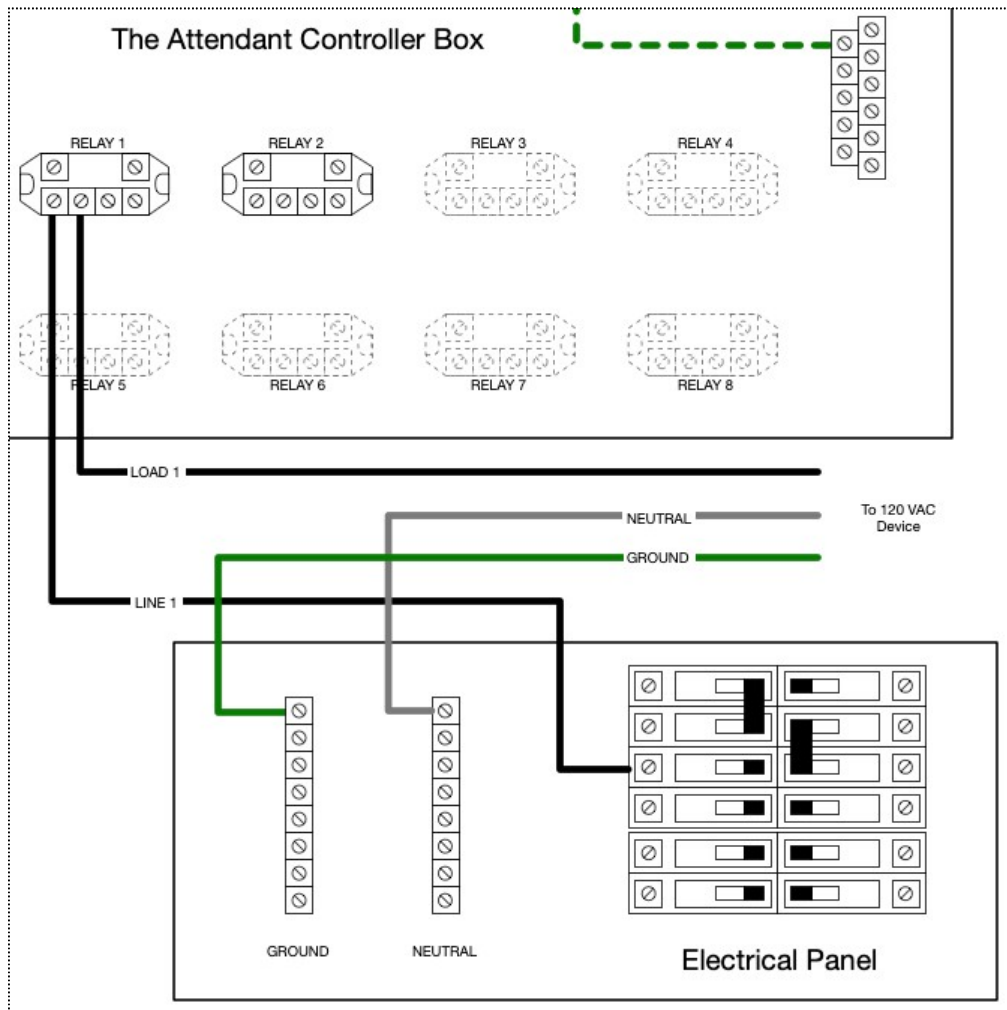 The Attendant Controller Box
RELAY 1
RELAY 2
RELAY 3
RELAY 4
RELAY 5
RELAY 6
RELAY 7
RELAY 8
LOAD 1
NEUTRAL
To 120 VAC
Device
GROUND
LINE 1
GROUND
NEUTRAL
Electrical Panel